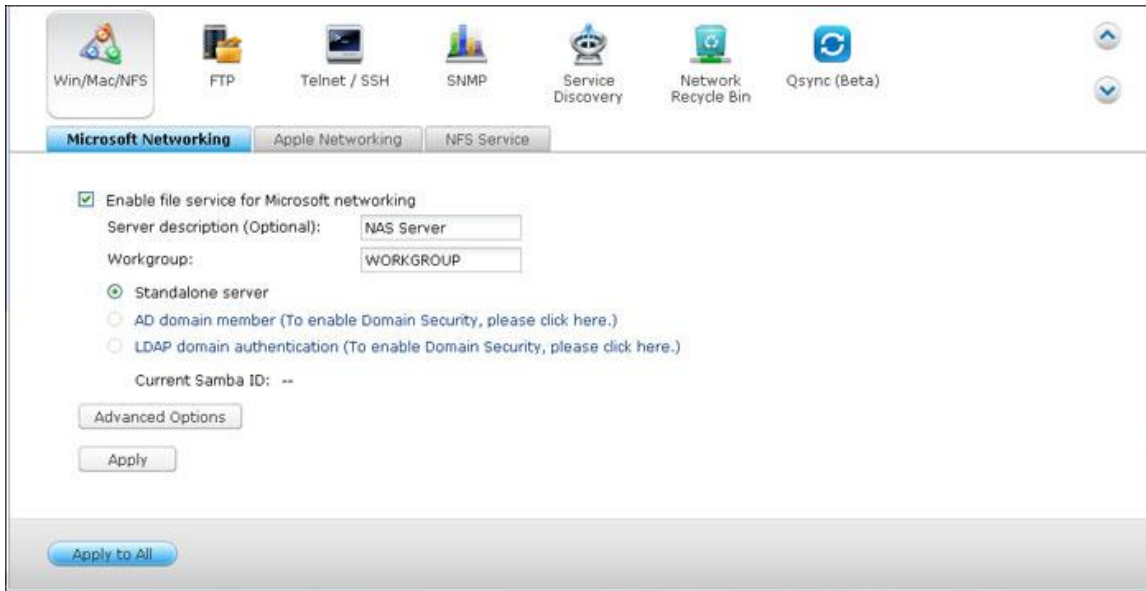 Win/Mac/NFS
FTP
Telnet / SSH
SNMP
Service
Discovery
Network
Recycle Bin
Qsync (Beta)
Microsoft Networking
Apple Networking
NFS Service
Enable file service for Microsoft networking
Server description (Optional): NAS Server
Workgroup: WORKGROUP
Standalone server
AD domain member (To enable Domain Security, please click here.)
LDAP domain authentication (To enable Domain Security, please click here.)
Current Samba ID: --
Advanced Options
Apply
Apply to All